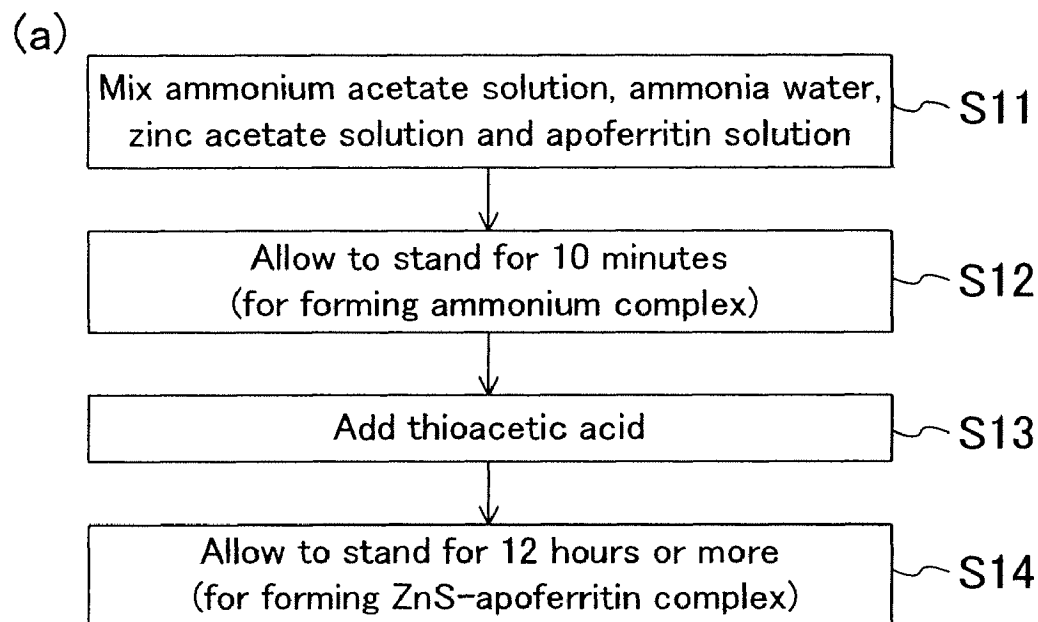 (a)
Mix ammonium acetate solution, ammonia water,
zinc acetate solution and apoferritin solution
S11
Allow to stand for 10 minutes
(for forming ammonium complex)
S12
Add thioacetic acid
S13
Allow to stand for 12 hours or more
(for forming ZnS-apoferritin complex)
S14